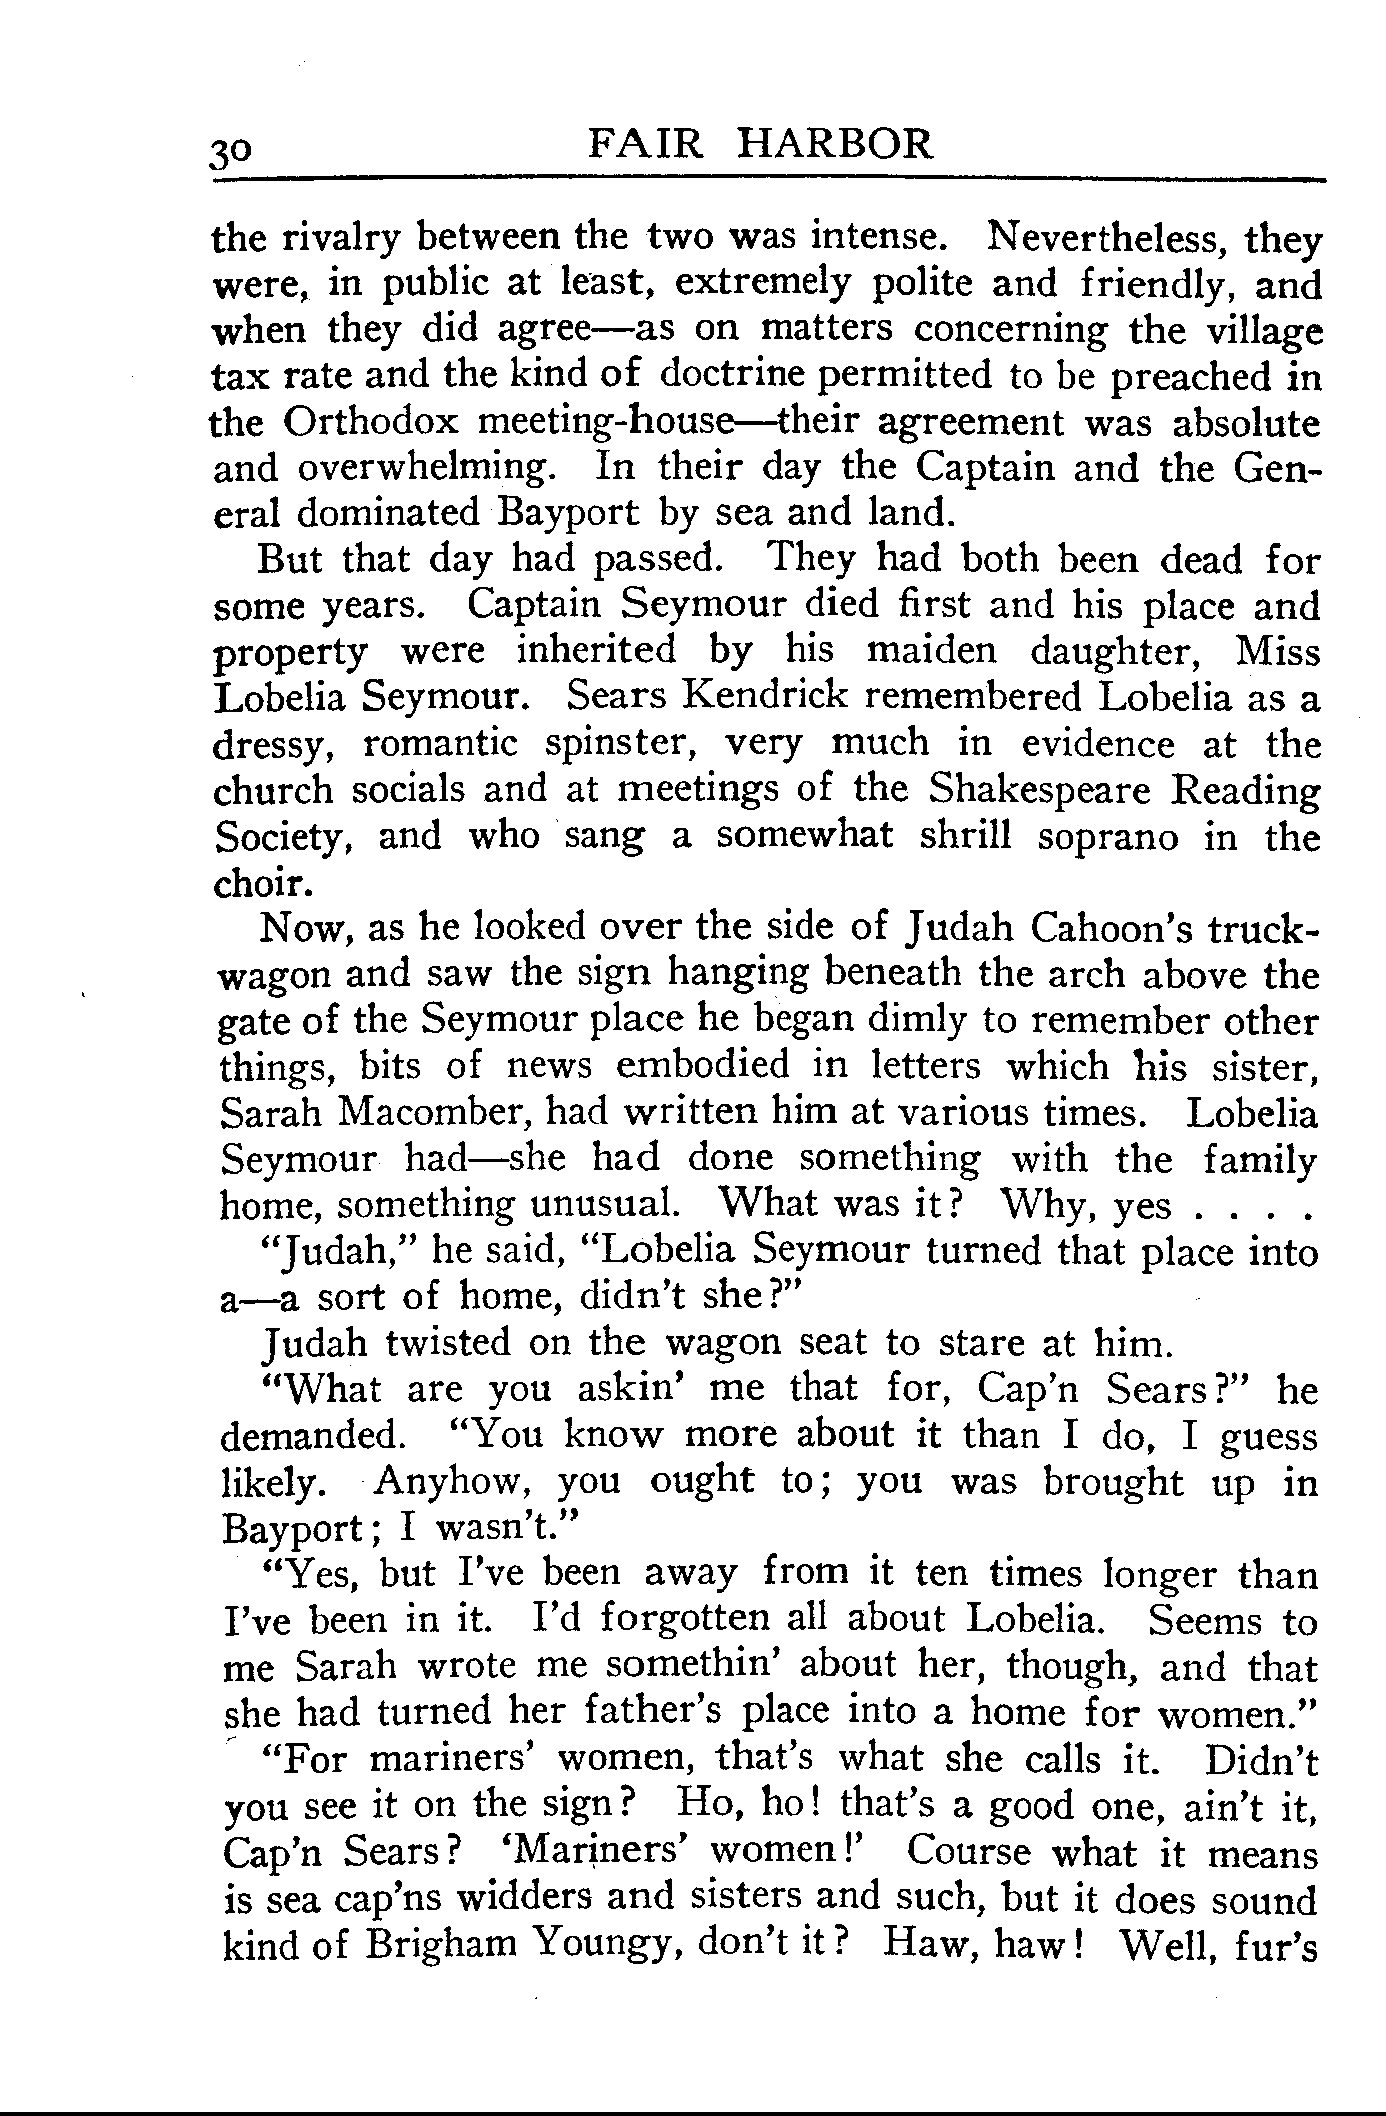 30 FAIR HARBOR
the rivalry between the two was intense. Nevertheless, they
were, in public at least, extremely polite and friendly, and
when they did agree—as on matters concerning the village
tax rate and the kind of doctrine permitted to be preached in
the Orthodox meeting-house—their agreement was absolute
and overwhelming. In their day the Captain and the Gen-
eral dominated Bayport by sea and land.
But that day had passed. They had both been dead for
some years. Captain Seymour died first and his place and
property were inherited by his maiden daughter, Miss
Lobelia Seymour. Sears Kendrick remembered Lobelia as a
dressy, romantic spinster, very much in evidence at the
church socials and at meetings of the Shakespeare Reading
Society, and who sang a somewhat shrill soprano in the
choir.
Now, as he looked over the side of Judah Cahoon's truck-
wagon and saw the sign hanging beneath the arch above the
gate of the Seymour place he began dimly to remember other
things, bits of news embodied in letters which his sister,
Sarah Macomber, had written him at various times. Lobelia
Seymour had—she had done something with the family
home, something unusual. What was it? Why, yes . . . .
"Judah," he said, "Lobelia Seymour turned that place into
a—a sort of home, didn't she?"
Judah twisted on the wagon seat to stare at him.
"What are you askin' me that for, Cap'n Sears?" he
demanded. "You know more about it than I do, I guess
likely. Anyhow, you ought to; you was brought up in
Bayport; I wasn't."
"Yes, but I've been away from it ten times longer than
I've been in it. I'd forgotten all about Lobelia. Seems to
me Sarah wrote me somethin' about her, though, and that
she had turned her father's place into a home for women."
"For mariners' women, that's what she calls it. Didn't
you see it on the sign? Ho, ho! that's a good one, ain't it,
Cap'n Sears? 'Mariners' women!' Course what it means
is sea cap'ns widders and sisters and such, but it does sound
kind of Brigham Youngy, don't it? Haw, haw! Well, fur's